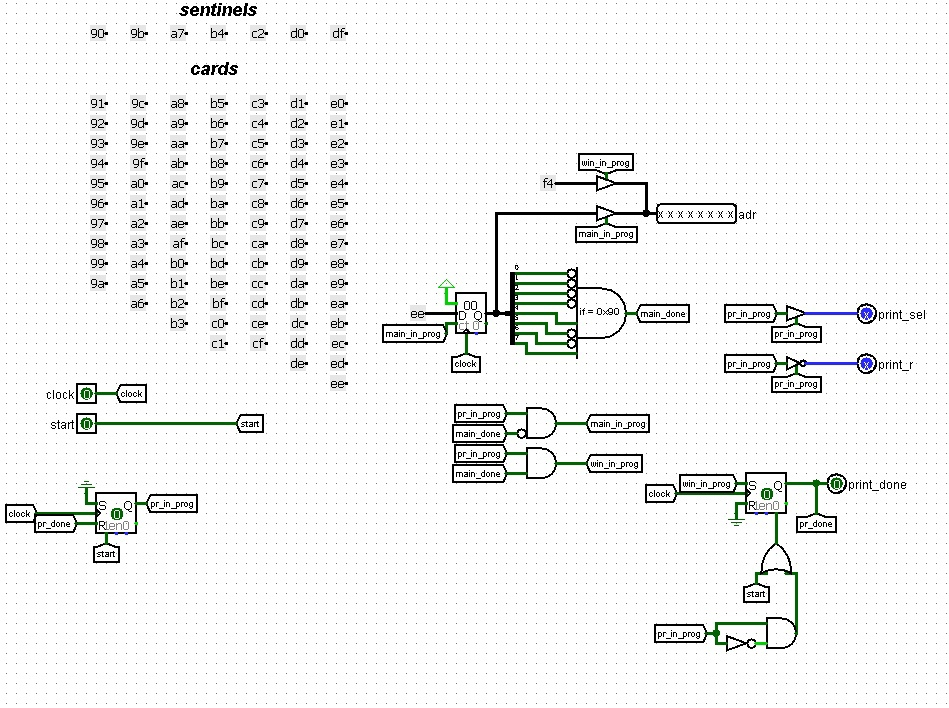 sentinels
90 9b a7 b4 c2 d0 df
cards
91 9c a8 b5 c3 d1 e0
92 9d a9 b6 c4 d2 e1
93 9e aa b7 c5 d3 e2
94 9f ab b8 c6 d4 e3
95 a0 ac b9 c7 d5 e4
96 a1 ad ba c8 d6 e5
97 a2 ae bb c9 d7 e6
98 a3 af bc ca d8 e7
99 a4 b0 bd cb d9 e8
9a a5 b1 be cc da e9
a6 b2 bf cd db ea
b3 c0 ce dc eb
c1 cf dd ec
de ed
ee
win_in_prog
f4
x x x x x x x x adr
main_in_prog
ee
00
D Q
main_in_prog
clock
0
if = 0x90
main_done
pr_in_prog
print_sel
pr_in_prog
pr_in_prog
print_r
pr_in_prog
clock
clock
start
start
pr_in_prog
main_done
main_in_prog
pr_in_prog
main_done
win_in_prog
clock
pr_done
S Q
0
R
pr_in_prog
start
win_in_prog
clock
S Q
0
R
print_done
pr_done
start
pr_in_prog